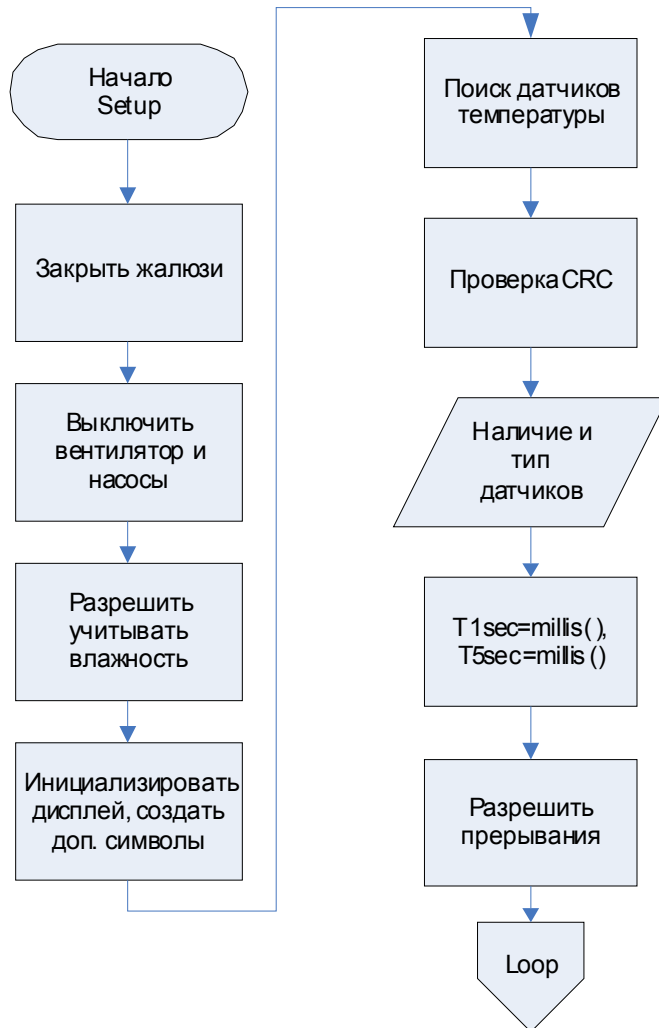 Начало
Setup
Закрыть жалюзи
Выключить
вентилятор и
насосы
Разрешить
учитывать
влажность
Инициализировать
дисплей, создать
доп. символы
Поиск датчиков
температуры
Проверка CRC
Наличие и
тип
датчиков
T1sec=millis(),
T5sec=millis()
Разрешить
прерывания
Loop